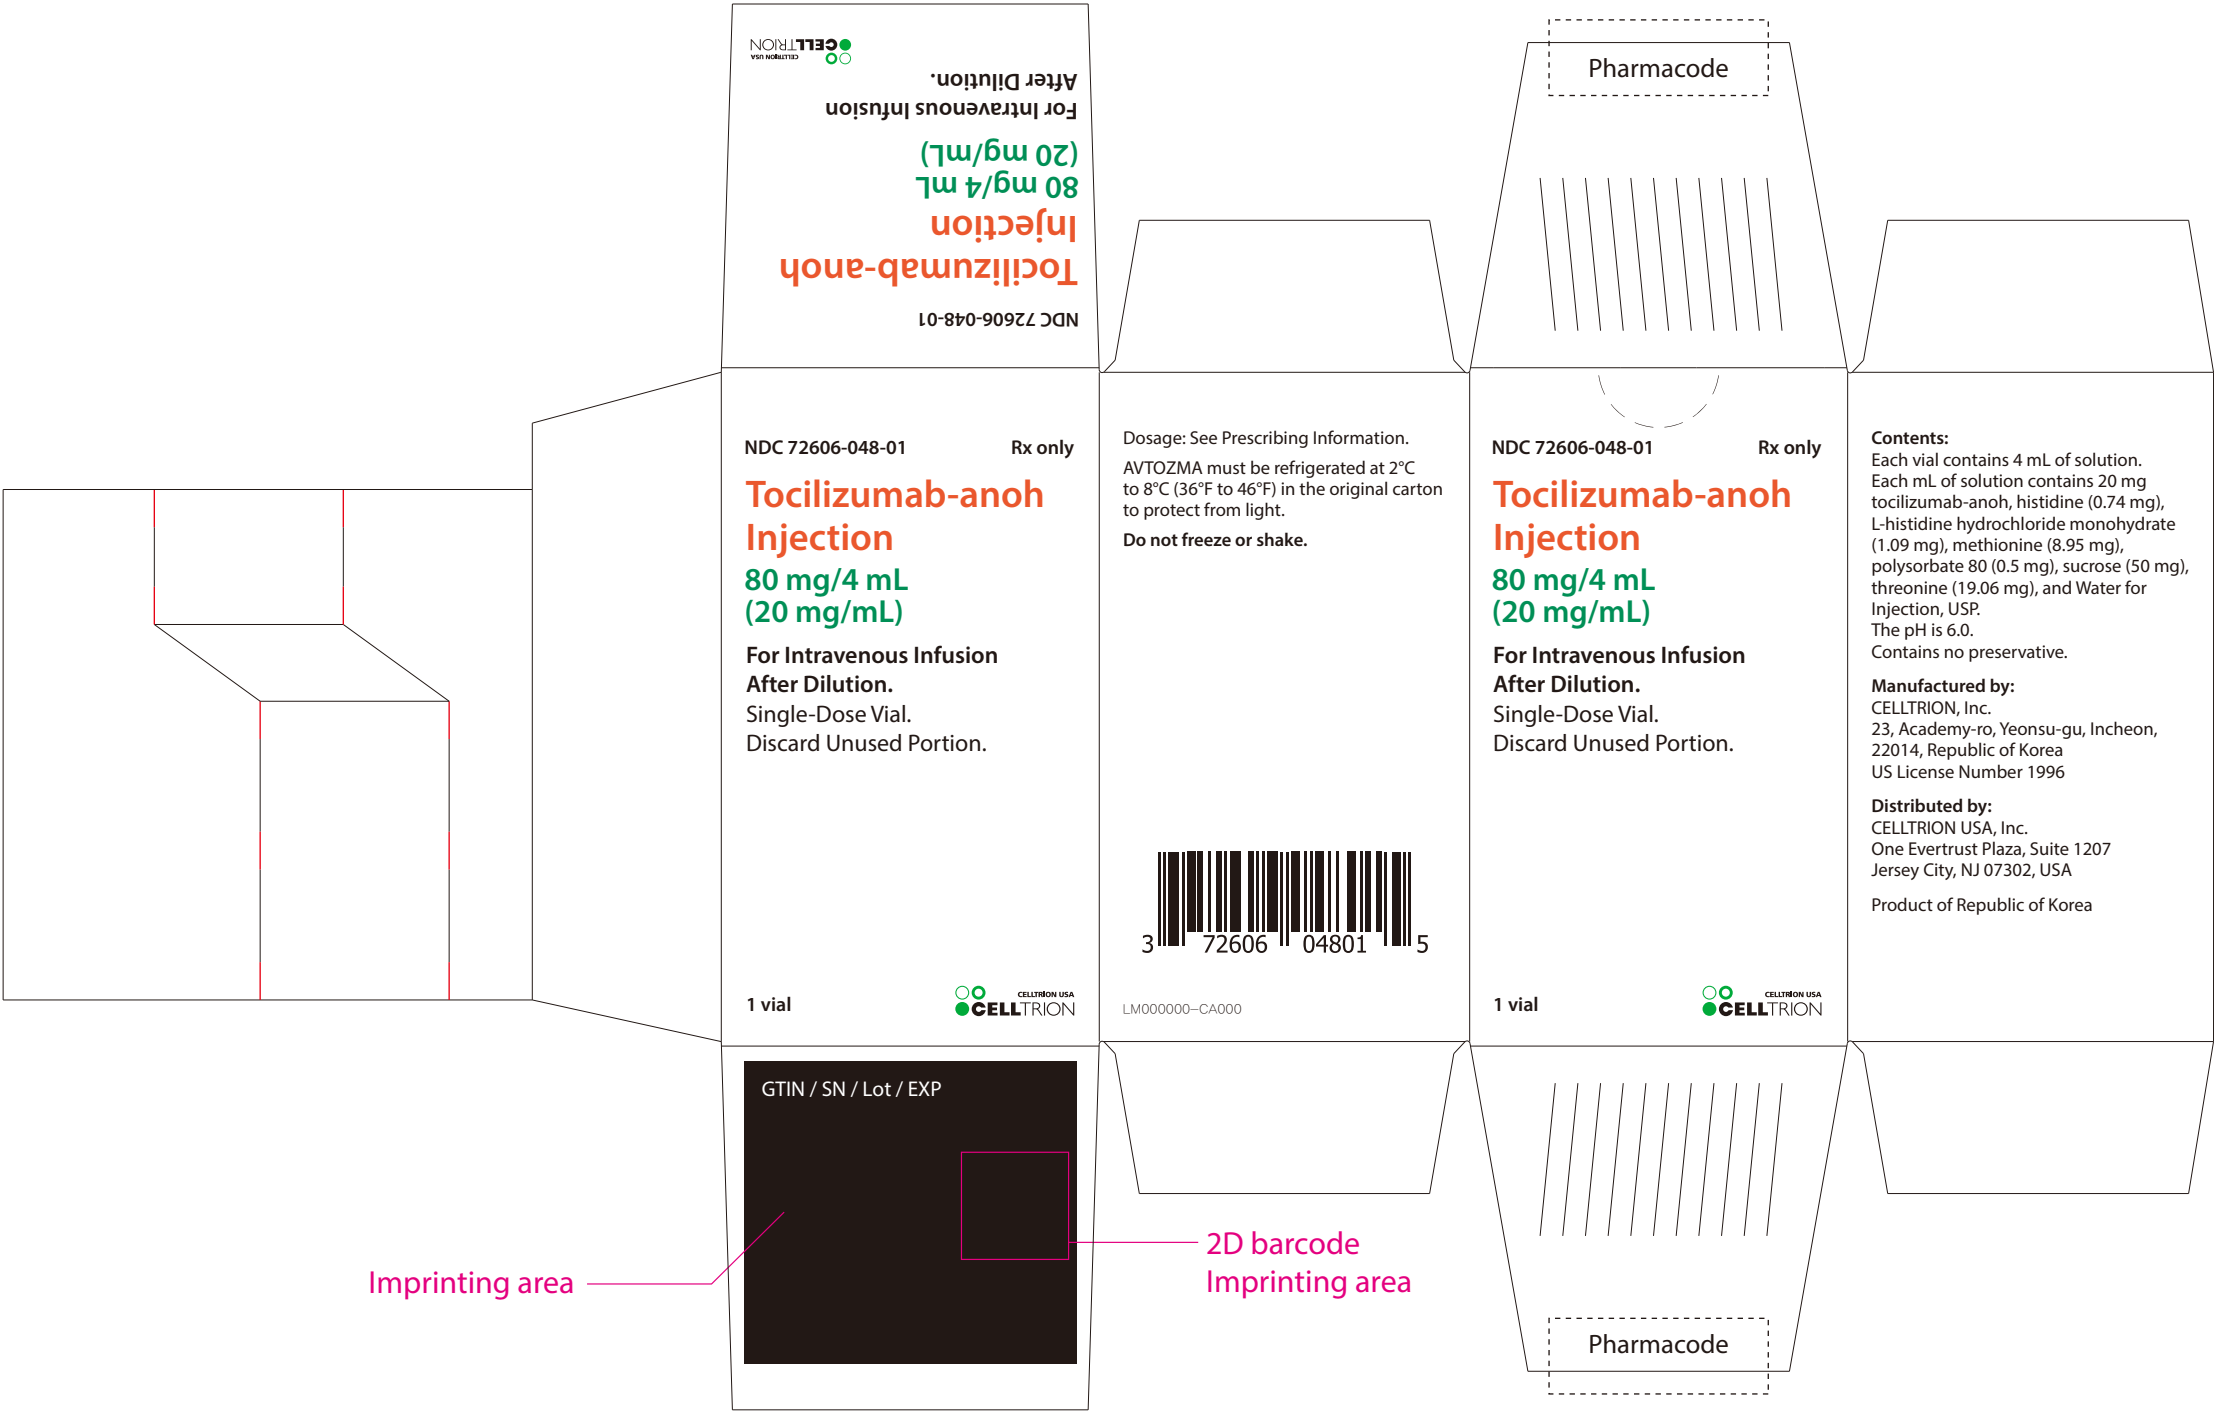 CELLTRION USA
CELLTRION
After Dilution.
For Intravenous Infusion
(20 mg/mL)
80 mg/4 mL
Injection
Tocilizumab-anoh
NDC 72606-048-01
Pharmacode
NDC 72606-048-01 Rx only
Tocilizumab-anoh
Injection
80 mg/4 mL
(20 mg/mL)
For Intravenous Infusion
After Dilution.
Single-Dose Vial.
Discard Unused Portion.
1 vial
CELLTRION USA
CELLTRION
Dosage: See Prescribing Information.
AVTOZMA must be refrigerated at 2°C
to 8°C (36°F to 46°F) in the original carton
to protect from light.
Do not freeze or shake.
3 72606 04801 5
LM000000-CA000
NDC 72606-048-01 Rx only
Tocilizumab-anoh
Injection
80 mg/4 mL
(20 mg/mL)
For Intravenous Infusion
After Dilution.
Single-Dose Vial.
Discard Unused Portion.
1 vial
CELLTRION USA
CELLTRION
Contents:
Each vial contains 4 mL of solution.
Each mL of solution contains 20 mg
tocilizumab-anoh, histidine (0.74 mg),
L-histidine hydrochloride monohydrate
(1.09 mg), methionine (8.95 mg),
polysorbate 80 (0.5 mg), sucrose (50 mg),
threonine (19.06 mg), and Water for
Injection, USP.
The pH is 6.0.
Contains no preservative.
Manufactured by:
CELLTRION, Inc.
23, Academy-ro, Yeonsu-gu, Incheon,
22014, Republic of Korea
US License Number 1996
Distributed by:
CELLTRION USA, Inc.
One Evertrust Plaza, Suite 1207
Jersey City, NJ 07302, USA
Product of Republic of Korea
GTIN / SN / Lot / EXP
Imprinting area
2D barcode
Imprinting area
Pharmacode